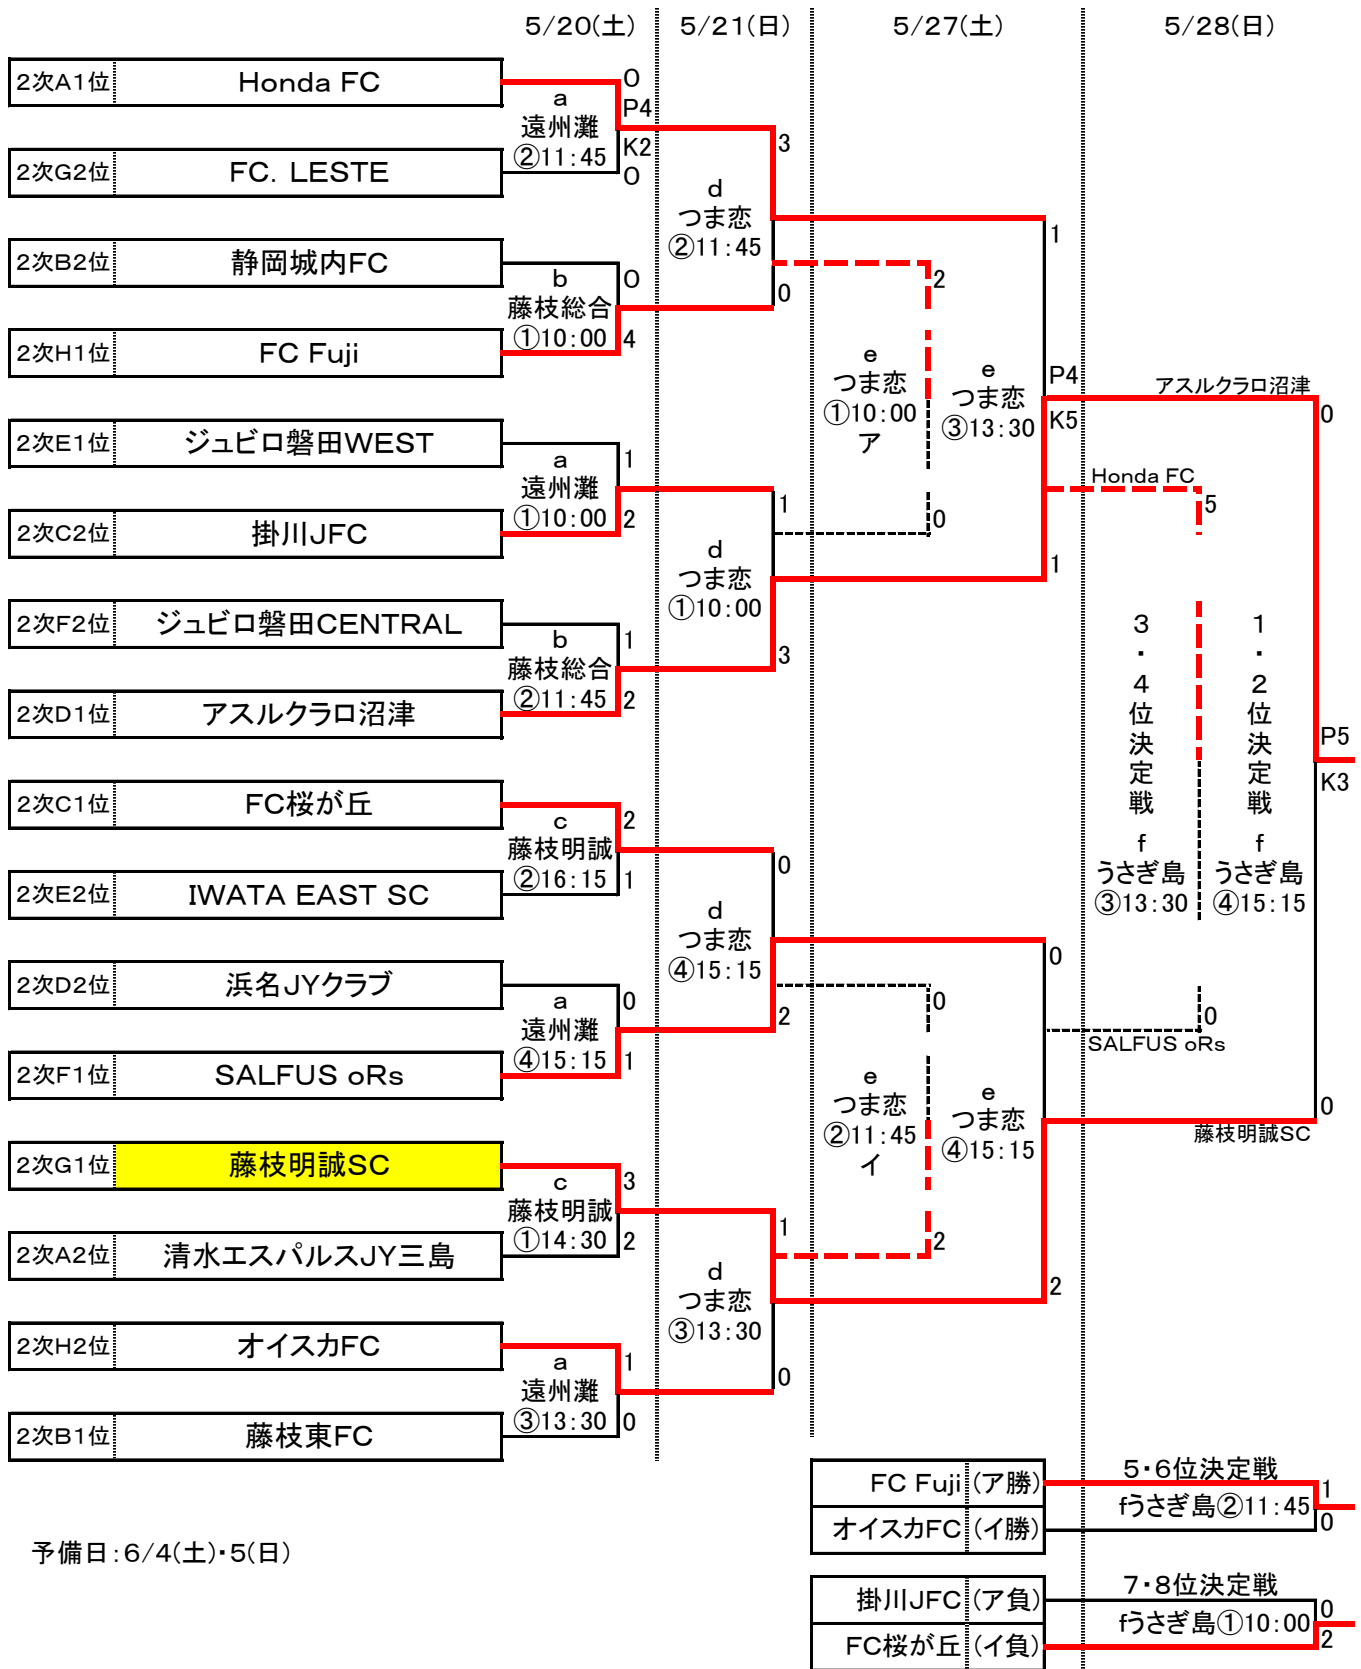 5/20(土) 5/21(日) 5/27(土) 5/28(日)
2次A1位 Honda FC
0
P4
a
遠州灘
②11:45
K2
0
2次G2位 FC. LESTE
3
d
つま恋
②11:45
0
2次B2位 静岡城内FC
0
b
藤枝総合
①10:00
4
2次H1位 FC Fuji
1
2
e
つま恋
①10:00
ア
0
e
つま恋
③13:30
P4
K5
1
2次E1位 ジュビロ磐田WEST
1
a
遠州灘
①10:00
2
2次C2位 掛川JFC
1
d
つま恋
①10:00
3
2次F2位 ジュビロ磐田CENTRAL
1
b
藤枝総合
②11:45
2
2次D1位 アスルクラロ沼津
アスルクラロ沼津
0
Honda FC
5
3・4位決定戦
f
うさぎ島
③13:30
0
SALFUS oRs
1・2位決定戦
f
うさぎ島
④15:15
P5
K3
0
藤枝明誠SC
2次C1位 FC桜が丘
2
c
藤枝明誠
②16:15
1
2次E2位 IWATA EAST SC
0
d
つま恋
④15:15
2
2次D2位 浜名JYクラブ
0
a
遠州灘
④15:15
1
2次F1位 SALFUS oRs
0
0
e
つま恋
②11:45
イ
2
e
つま恋
④15:15
2
2次G1位 藤枝明誠SC
3
c
藤枝明誠
①14:30
2
2次A2位 清水エスパルスJY三島
1
d
つま恋
③13:30
0
2次H2位 オイスカFC
1
a
遠州灘
③13:30
0
2次B1位 藤枝東FC
FC Fuji (ア勝)
オイスカFC (イ勝)
5・6位決定戦
fうさぎ島②11:45
1
0
予備日:6/4(土)・5(日)
掛川JFC (ア負)
FC桜が丘 (イ負)
7・8位決定戦
fうさぎ島①10:00
0
2